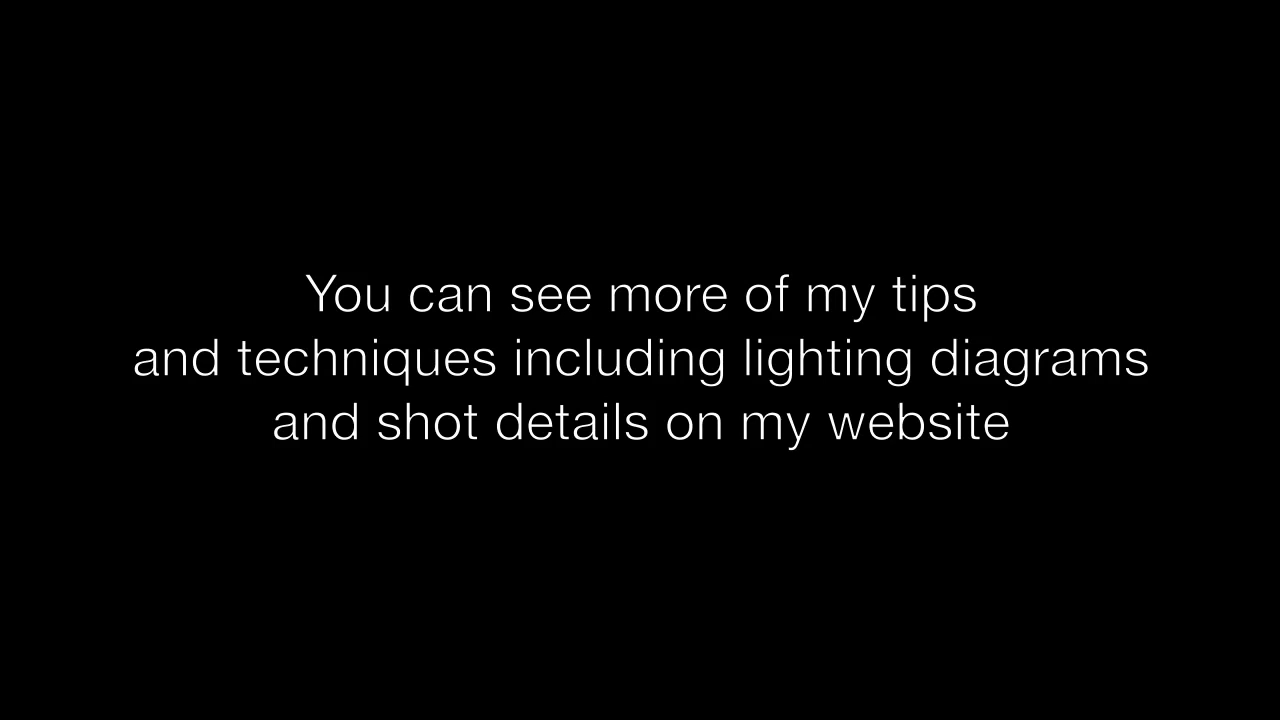 You can see more of my tips
and techniques including lighting diagrams
and shot details on my website